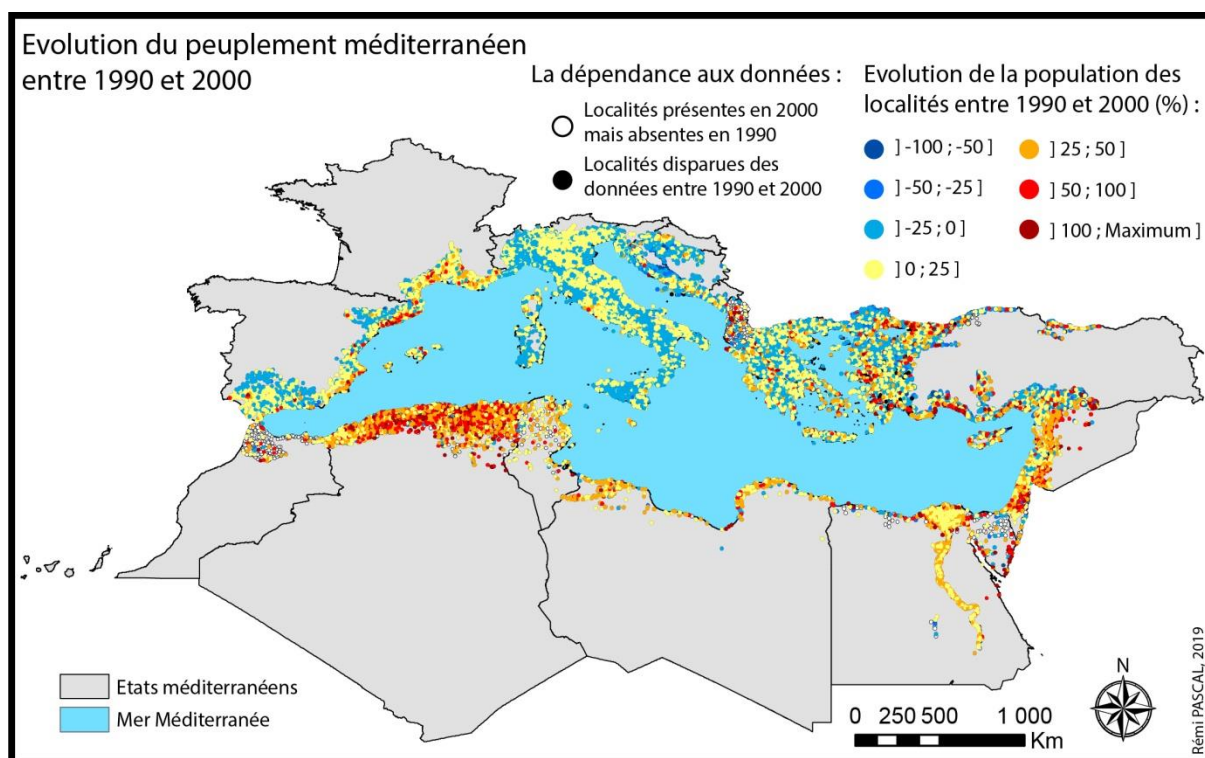 Evolution du peuplement méditerranéen
entre 1990 et 2000
La dépendance aux données :
Localités présentes en 2000
mais absentes en 1990
Localités disparues des
données entre 1990 et 2000
Evolution de la population des
localités entre 1990 et 2000 (%) :
] -100 ; -50 ]
] -50 ; -25 ]
] -25 ; 0 ]
] 0 ; 25 ]
] 25 ; 50 ]
] 50 ; 100 ]
] 100 ; Maximum ]
Etats méditerranéens
Mer Méditerranée
0 250 500 1 000
Km
N
Rémi PASCAL, 2019